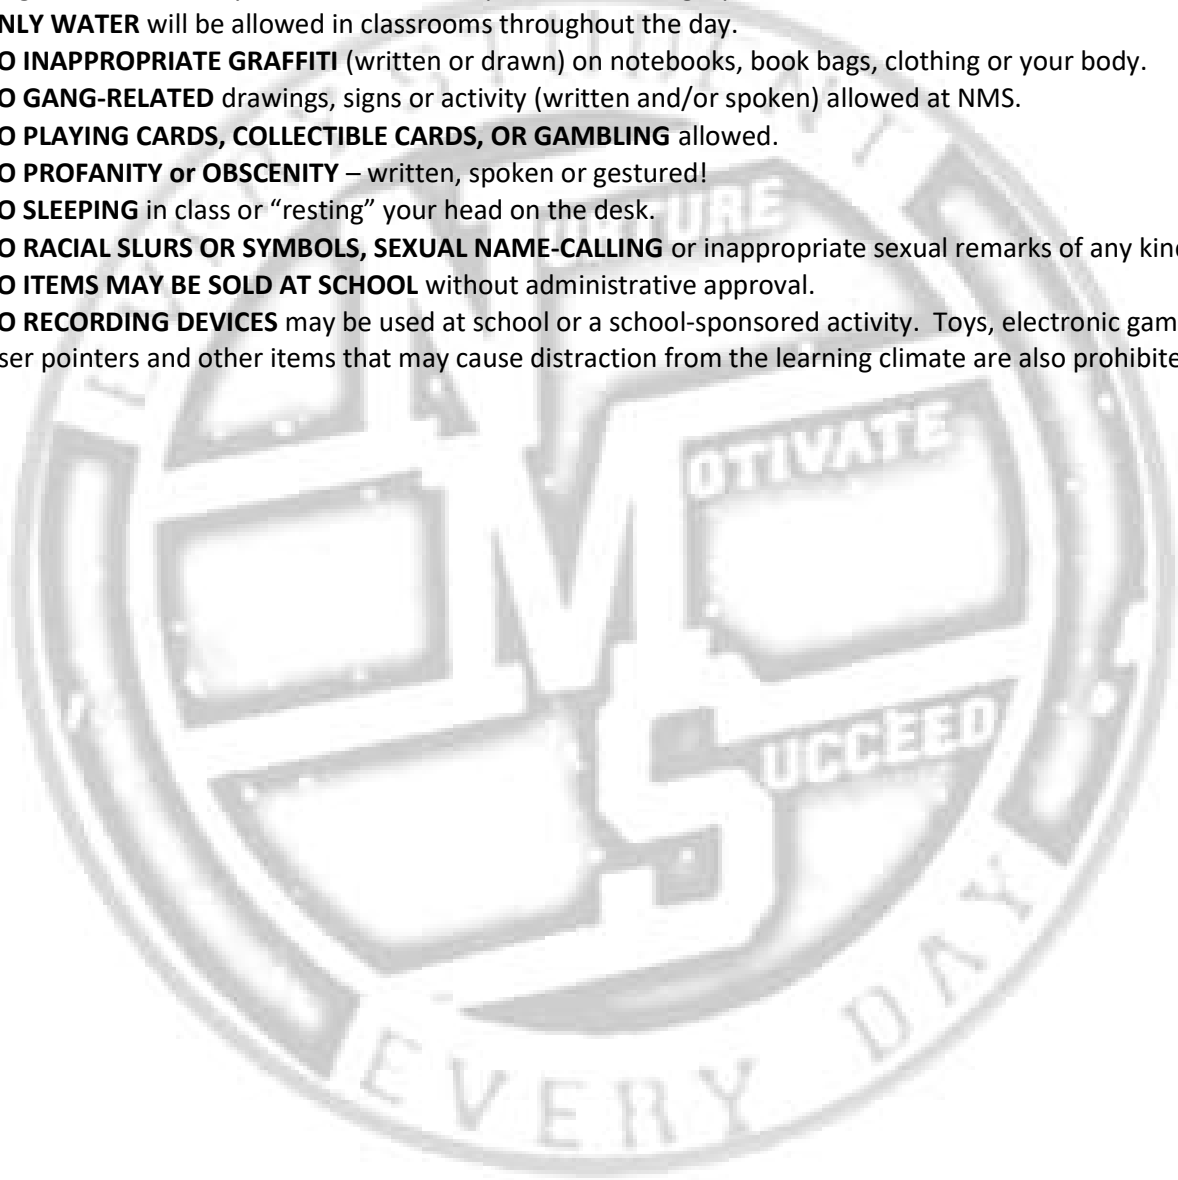 NLY WATER will be allowed in classrooms throughout the day.
O INAPPROPRIATE GRAFFITI (written or drawn) on notebooks, book bags, clothing or your body.
O GANG-RELATED drawings, signs or activity (written and/or spoken) allowed at NMS.
O PLAYING CARDS, COLLECTIBLE CARDS, OR GAMBLING allowed.
O PROFANITY or OBSCENITY – written, spoken or gestured!
O SLEEPING in class or “resting” your head on the desk.
O RACIAL SLURS OR SYMBOLS, SEXUAL NAME-CALLING or inappropriate sexual remarks of any kin
O ITEMS MAY BE SOLD AT SCHOOL without administrative approval.
O RECORDING DEVICES may be used at school or a school-sponsored activity. Toys, electronic gam
ser pointers and other items that may cause distraction from the learning climate are also prohibite
EVERY STUDENT
URTURE
M
OTIVATE
S
UCCEED
EVERY DAY